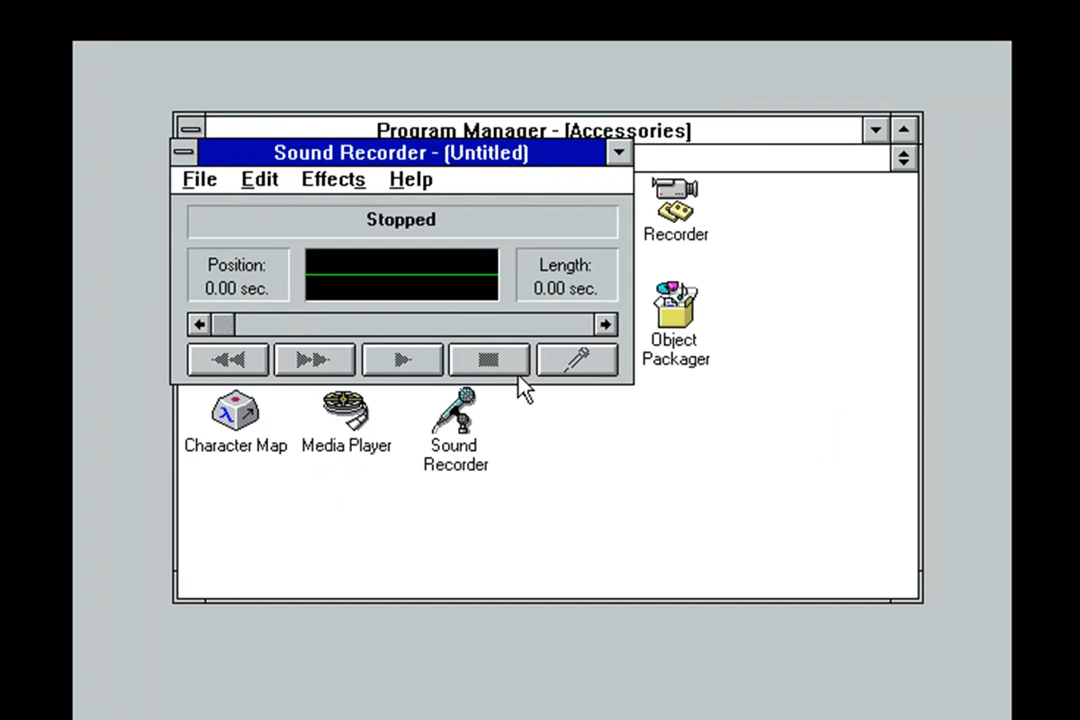 Program Manager - [Accessories]
Sound Recorder - (Untitled)
File Edit Effects Help
Stopped
Position:
0.00 sec.
Length:
0.00 sec.
Recorder
Object
Packager
Character Map
Media Player
Sound
Recorder